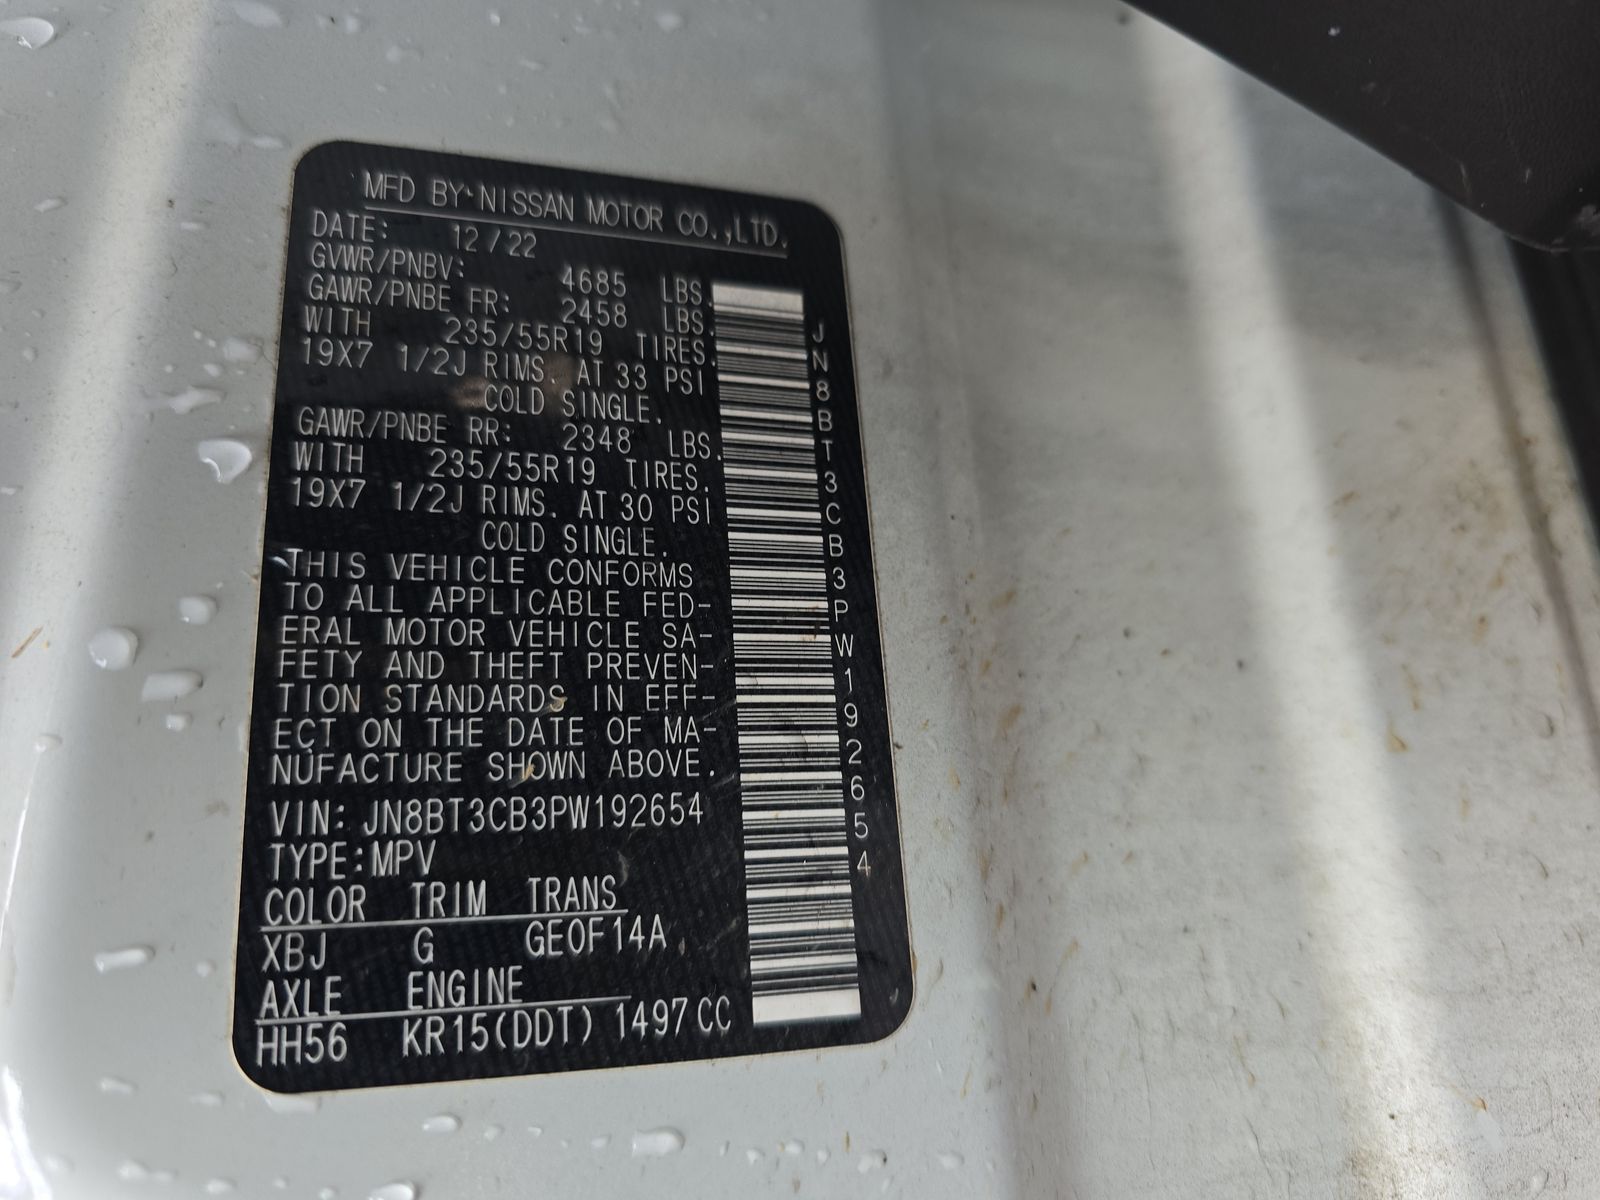 MFD BY NISSAN MOTOR CO.,LTD.
DATE: 12/22
GVWR/PNBV: 4685 LBS.
GAWR/PNBE FR: 2458 LBS.
WITH 235/55R19 TIRES.
19X7 1/2J RIMS. AT 33 PSI
COLD SINGLE.
GAWR/PNBE RR: 2348 LBS.
WITH 235/55R19 TIRES.
19X7 1/2J RIMS. AT 30 PSI
COLD SINGLE.
THIS VEHICLE CONFORMS
TO ALL APPLICABLE FED-
ERAL MOTOR VEHICLE SA-
FETY AND THEFT PREVEN-
TION STANDARDS IN EFF-
ECT ON THE DATE OF MA-
NUFACTURE SHOWN ABOVE.
VIN: JN8BT3CB3PW192654
TYPE:MPV
COLOR TRIM TRANS
XBJ G GE0F14A
AXLE ENGINE
HH56 KR15(DDT) 1497CC
JN8BT3CB3PW192654